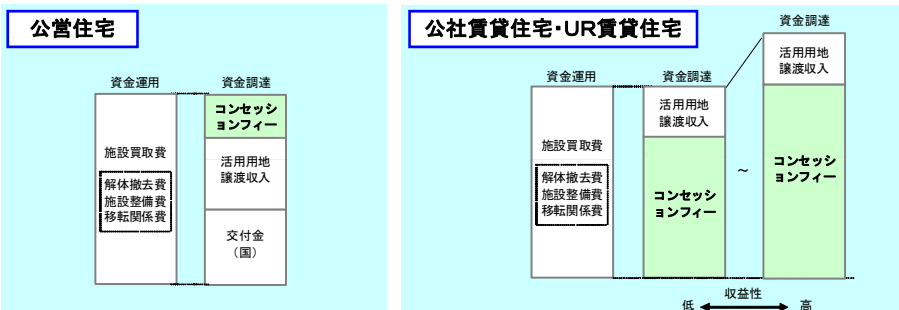 公営住宅
資金運用
資金調達
施設買取費
解体撤去費
施設整備費
移転関係費
コンセッシ
ョンフィー
活用用地
譲渡収入
交付金
（国）
公社賃貸住宅・UR賃貸住宅
資金運用
資金調達
資金調達
施設買取費
解体撤去費
施設整備費
移転関係費
活用用地
譲渡収入
コンセッシ
ョンフィー
～
活用用地
譲渡収入
コンセッシ
ョンフィー
収益性
低
高